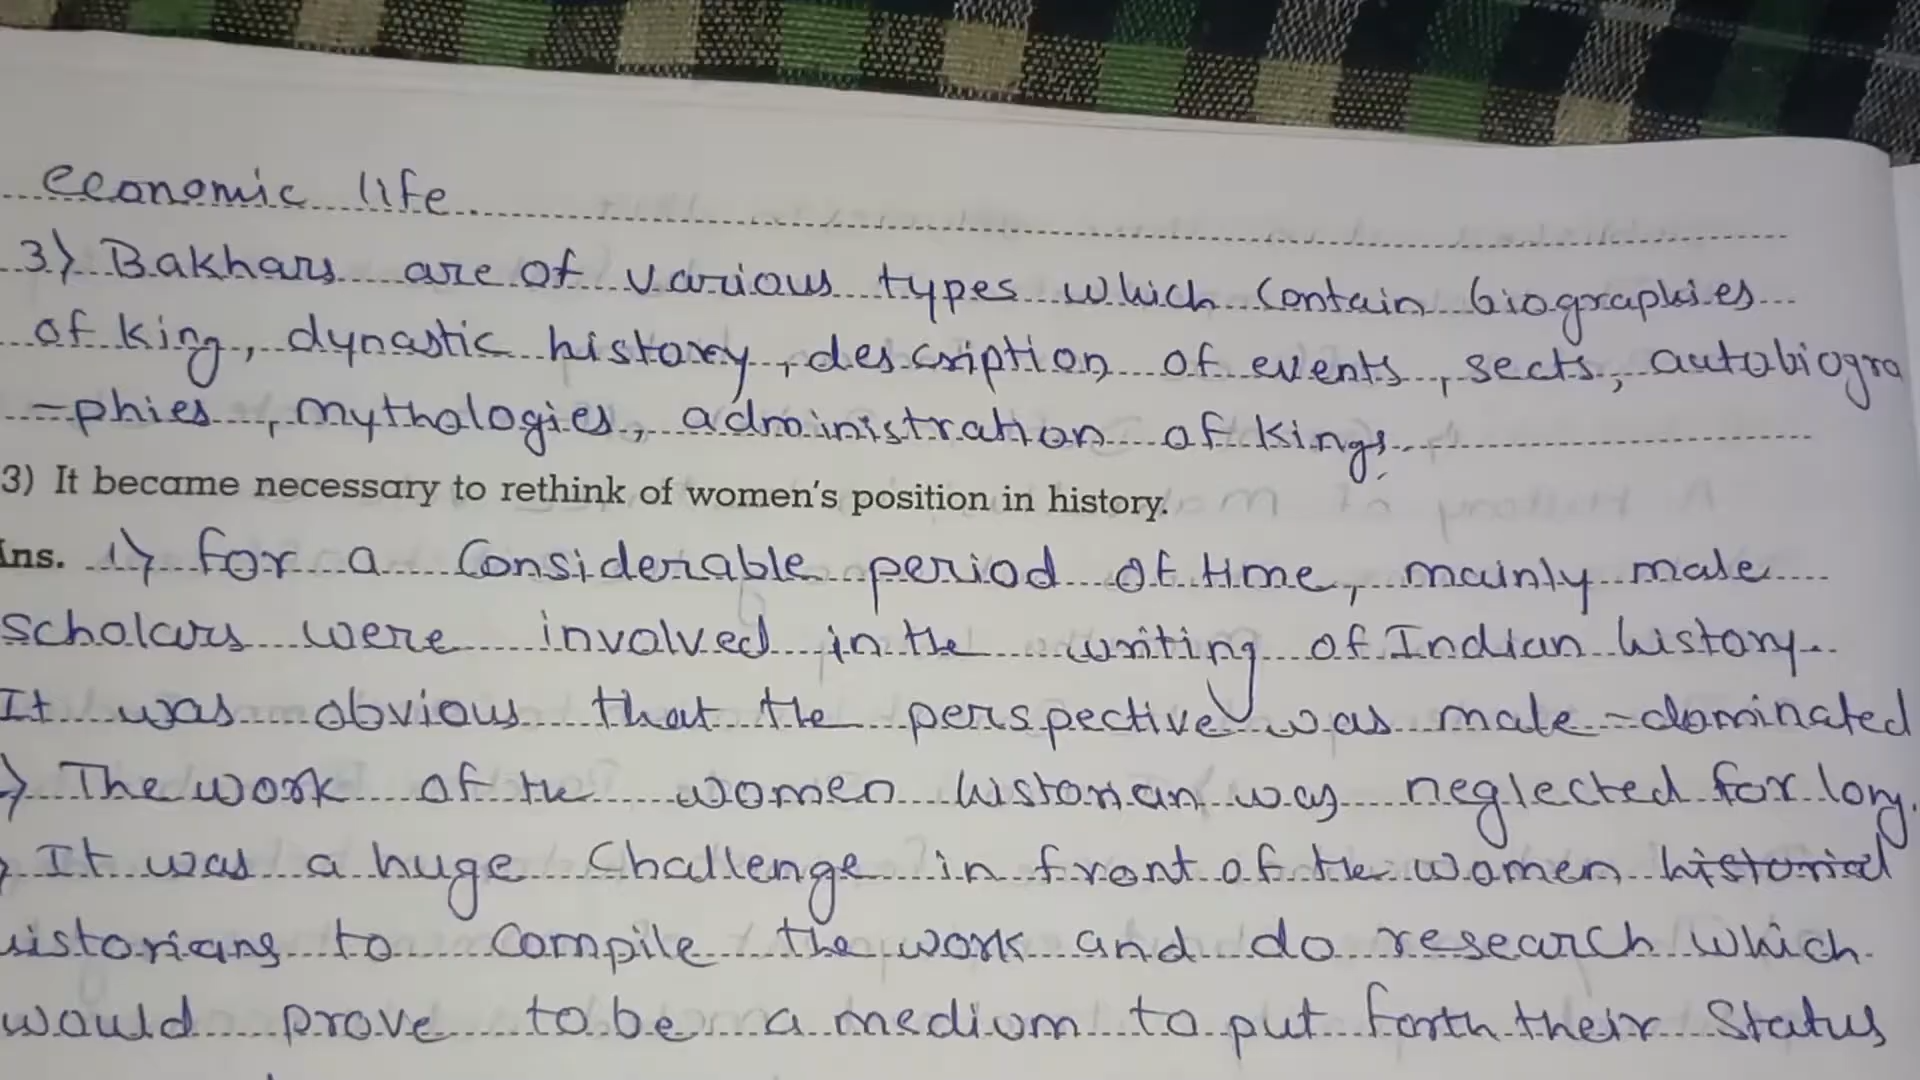 economic life
3) Bakhars are of various types which contain biographies
of king, dynastic history, description of events, sects, autobiogra
-phies, mythologies, administration of kings.
3) It became necessary to rethink of women's position in history.
Ans. 1) for a considerable period of time, mainly male
scholars were involved in the writing of Indian history.
It was obvious that the perspective was male-dominated
) The work of the women historian was neglected for long.
) It was a huge challenge in front of the women historical
historians to compile the work and do research which
would prove to be a medium to put forth their status